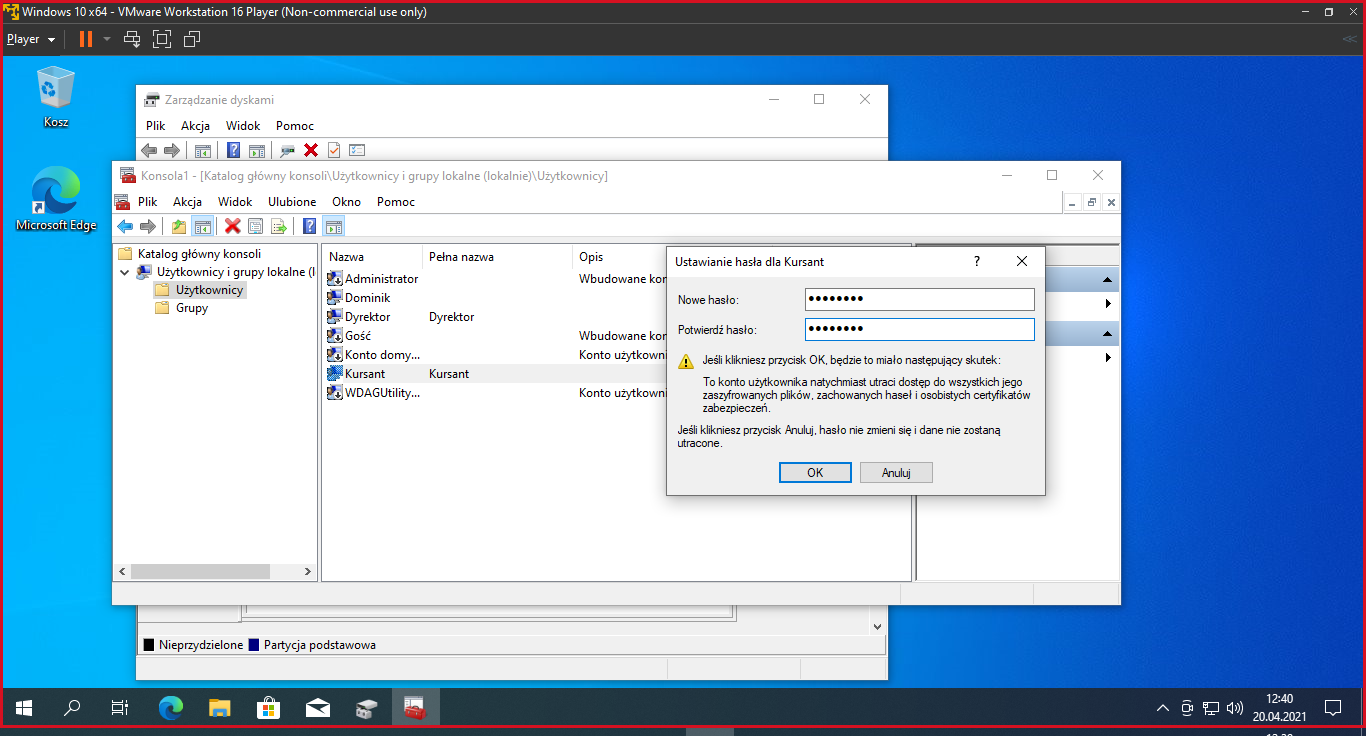 Windows 10 x64 - VMware Workstation 16 Player (Non-commercial use only)
Player
Kosz
Microsoft Edge
Zarządzanie dyskami
Plik Akcja Widok Pomoc
Konsola1 - [Katalog główny konsoli\Użytkownicy i grupy lokalne (lokalnie)\Użytkownicy]
Plik Akcja Widok Ulubione Okno Pomoc
Katalog główny konsoli
Użytkownicy i grupy lokalne (l
Użytkownicy
Grupy
Nazwa Pełna nazwa Opis
Administrator Wbudowane kor
Dominik
Dyrektor Dyrektor
Gość Wbudowane kor
Konto domy... Konto użytkowni
Kursant Kursant
WDAGUtility... Konto użytkowni
Ustawianie hasła dla Kursant
Nowe hasło: ••••••••
Potwierdź hasło: ••••••••
Jeśli klikniesz przycisk OK, będzie to miało następujący skutek:
To konto użytkownika natychmiast utraci dostęp do wszystkich jego
zaszyfrowanych plików, zachowanych haseł i osobistych certyfikatów
zabezpieczeń.
Jeśli klikniesz przycisk Anuluj, hasło nie zmieni się i dane nie zostaną
utracone.
OK Anuluj
Nieprzydzielone Partycja podstawowa
12:40
20.04.2021